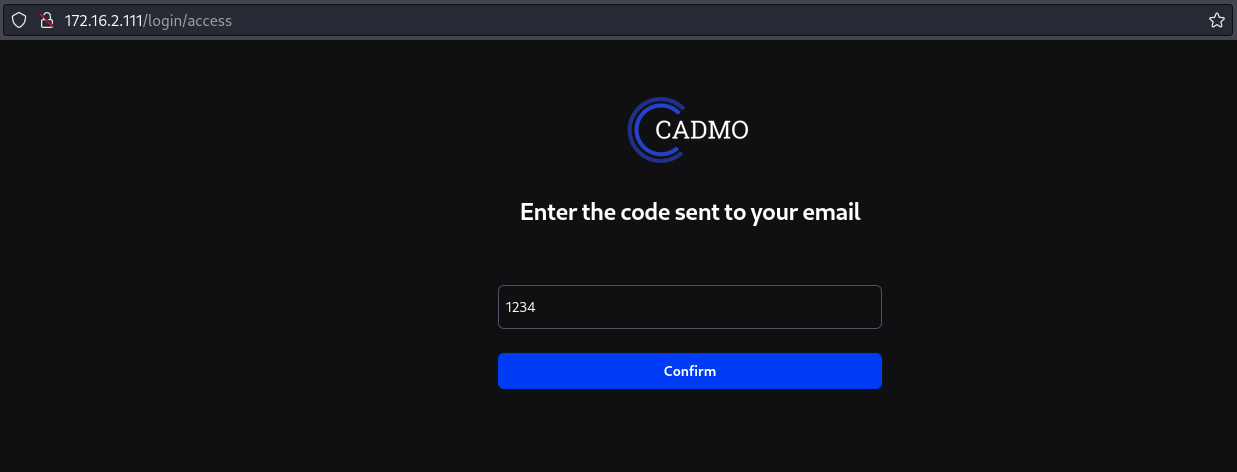 172.16.2.111/login/access
CADMO
Enter the code sent to your email
1234
Confirm